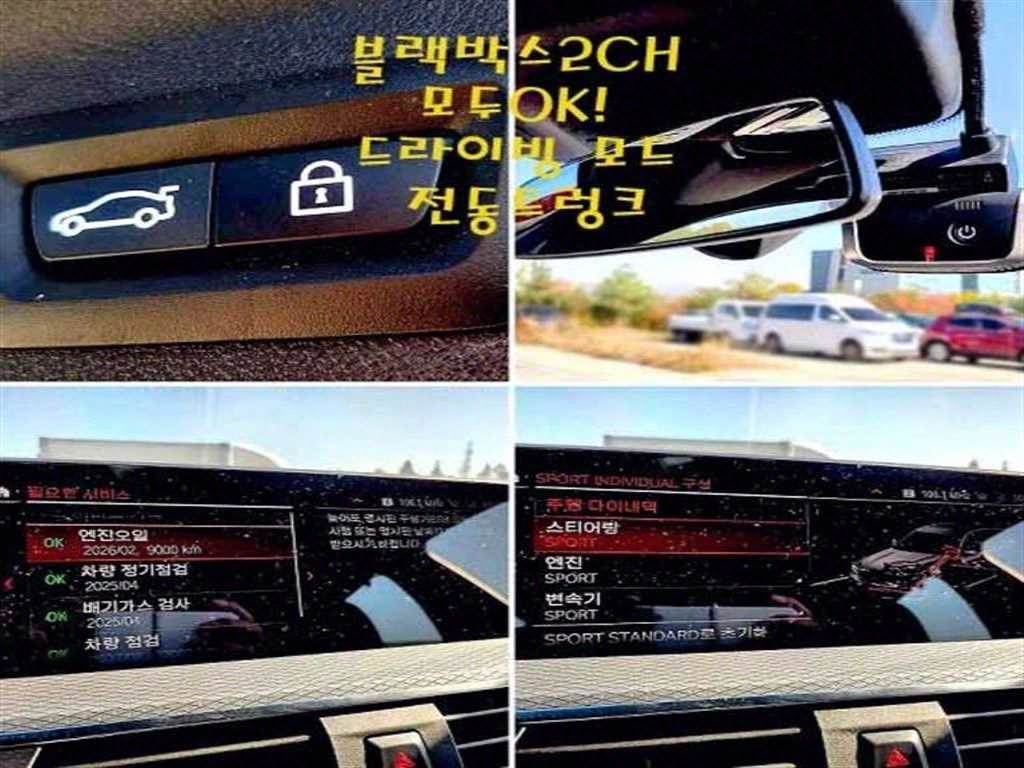 블랙박스2CH
모두OK!
드라이빙 모드
전동트렁크
필요한 서비스
OK 엔진오일
2026/02, 9000 km
OK 차량 정기점검
2025/04
OK 배기가스 검사
2025/04
OK 차량 점검
SPORT INDIVIDUAL 구성
주행 다이내믹
스티어링
SPORT
엔진
SPORT
변속기
SPORT
SPORT STANDARD로 초기화